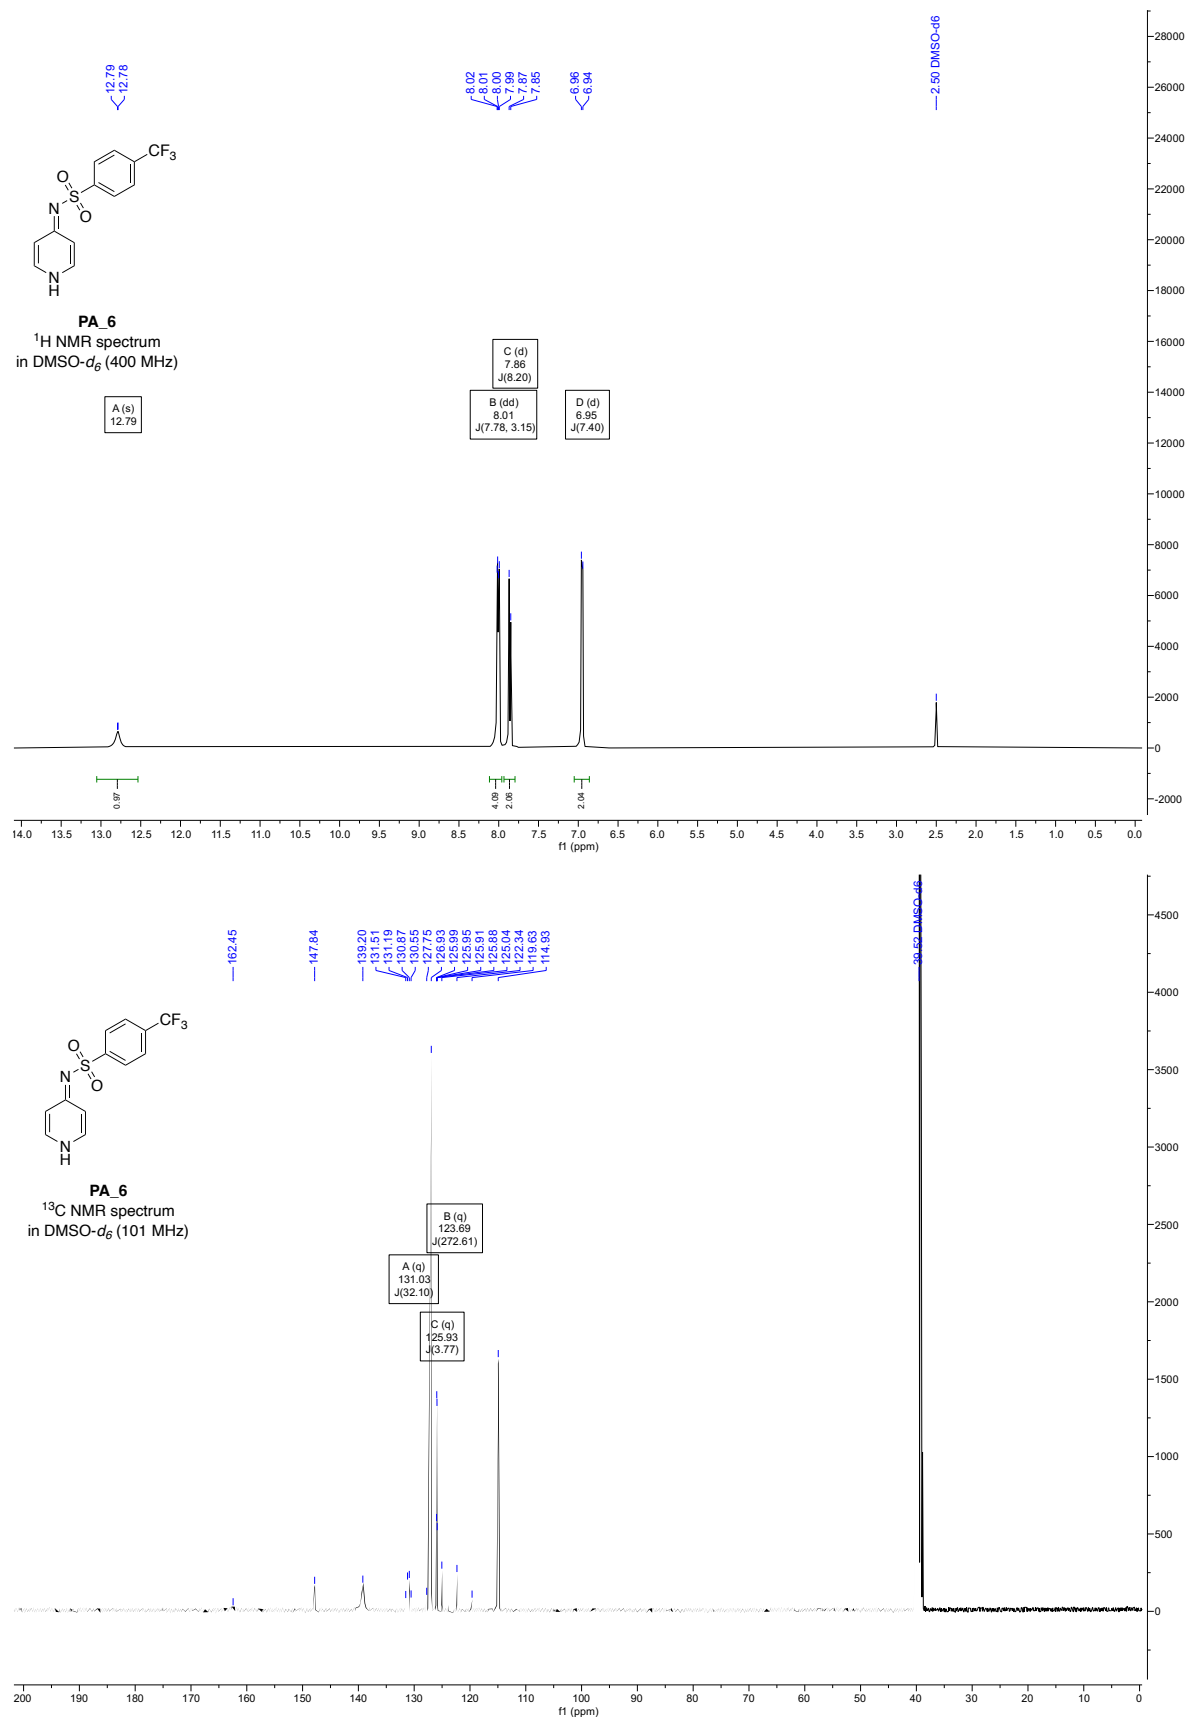 12.79
12.78
8.02
8.01
8.00
7.99
7.87
7.85
6.96
6.94
2.50 DMSO-d6
CF3
O
S
N
O
N
H
PA_6
1H NMR spectrum
in DMSO-d6 (400 MHz)
A (s)
12.79
C (d)
7.86
J(8.20)
B (dd)
8.01
J(7.78, 3.15)
D (d)
6.95
J(7.40)
28000
26000
24000
22000
20000
18000
16000
14000
12000
10000
8000
6000
4000
2000
0
-2000
0.97
4.09
2.06
2.04
14.0 13.5 13.0 12.5 12.0 11.5 11.0 10.5 10.0 9.5 9.0 8.5 8.0 7.5 7.0 6.5 6.0 5.5 5.0 4.5 4.0 3.5 3.0 2.5 2.0 1.5 1.0 0.5 0.0
f1 (ppm)
162.45
147.84
139.20
131.51
131.19
130.87
130.55
127.75
126.93
125.99
125.95
125.91
125.88
125.04
122.34
119.63
114.93
39.52 DMSO-d6
CF3
O
S
N
O
N
H
PA_6
13C NMR spectrum
in DMSO-d6 (101 MHz)
B (q)
123.69
J(272.61)
A (q)
131.03
J(32.10)
C (q)
125.93
J(3.77)
4500
4000
3500
3000
2500
2000
1500
1000
500
0
200 190 180 170 160 150 140 130 120 110 100 90 80 70 60 50 40 30 20 10 0
f1 (ppm)